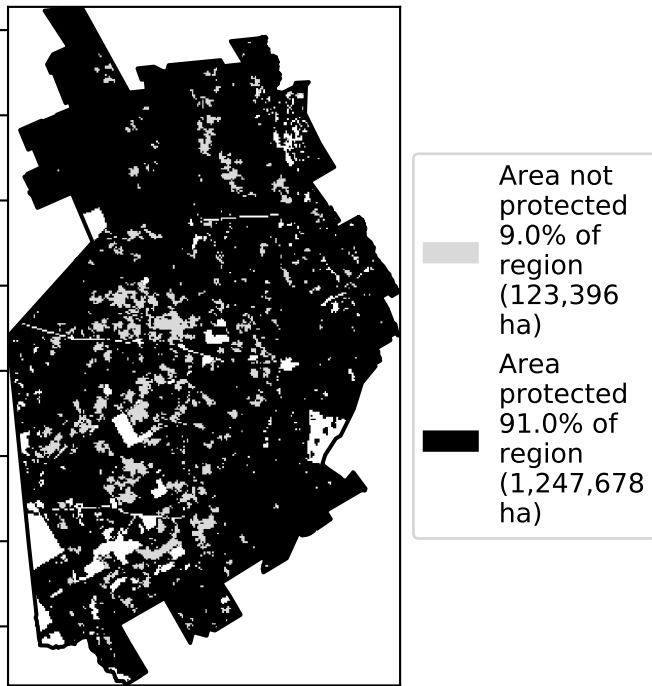 Area not
protected
9.0% of
region
(123,396
ha)
Area
protected
91.0% of
region
(1,247,678
ha)